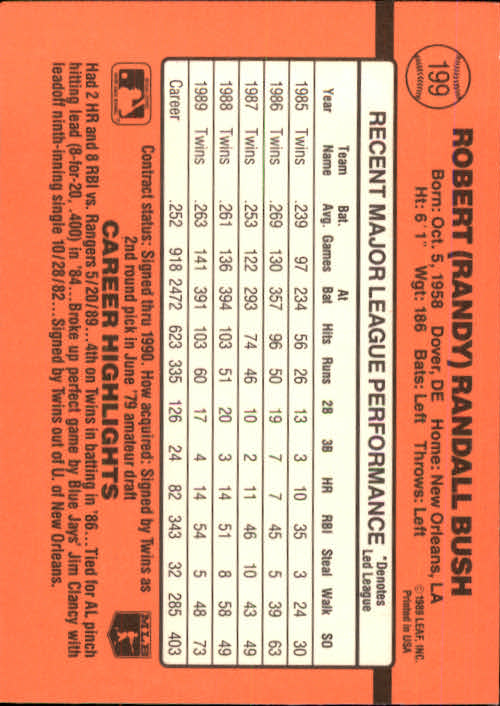 199
ROBERT (RANDY) RANDALL BUSH
Born: Oct. 5, 1958 Dover, DE Home: New Orleans, LA
Ht: 6'1" Wgt: 186 Bats: Left Throws: Left
© 1989 LEAF, INC.
Printed in USA
RECENT MAJOR LEAGUE PERFORMANCE
*Denotes
Led League
Year Team Name Bat. Avg. Games At Bat Hits Runs 2B 3B HR RBI Steal Walk SO
1985 Twins .239 97 234 56 26 13 3 10 35 3 24 30
1986 Twins .269 130 357 96 50 19 7 7 45 5 39 63
1987 Twins .253 122 293 74 46 10 2 11 46 10 43 49
1988 Twins .261 136 394 103 51 20 3 14 51 8 58 49
1989 Twins .263 141 391 103 60 17 4 14 54 5 48 73
Career .252 918 2472 623 335 126 24 82 343 32 285 403
Contract status: Signed thru 1990. How acquired: Signed by Twins as
2nd round pick in June '79 amateur draft
CAREER HIGHLIGHTS
MLB
Had 2 HR and 8 RBI vs. Rangers 5/20/89...4th on Twins in batting in '86...Tied for AL pinch
hitting lead (8-for-20, .400) in '84...Broke up perfect game by Blue Jays' Jim Clancy with
leadoff ninth-inning single 10/28/82...Signed by Twins out of U. of New Orleans.